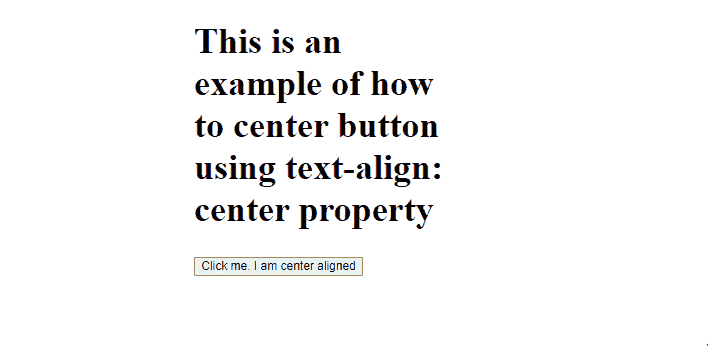 This is an
example of how
to center button
using text-align:
center property
Click me. I am center aligned